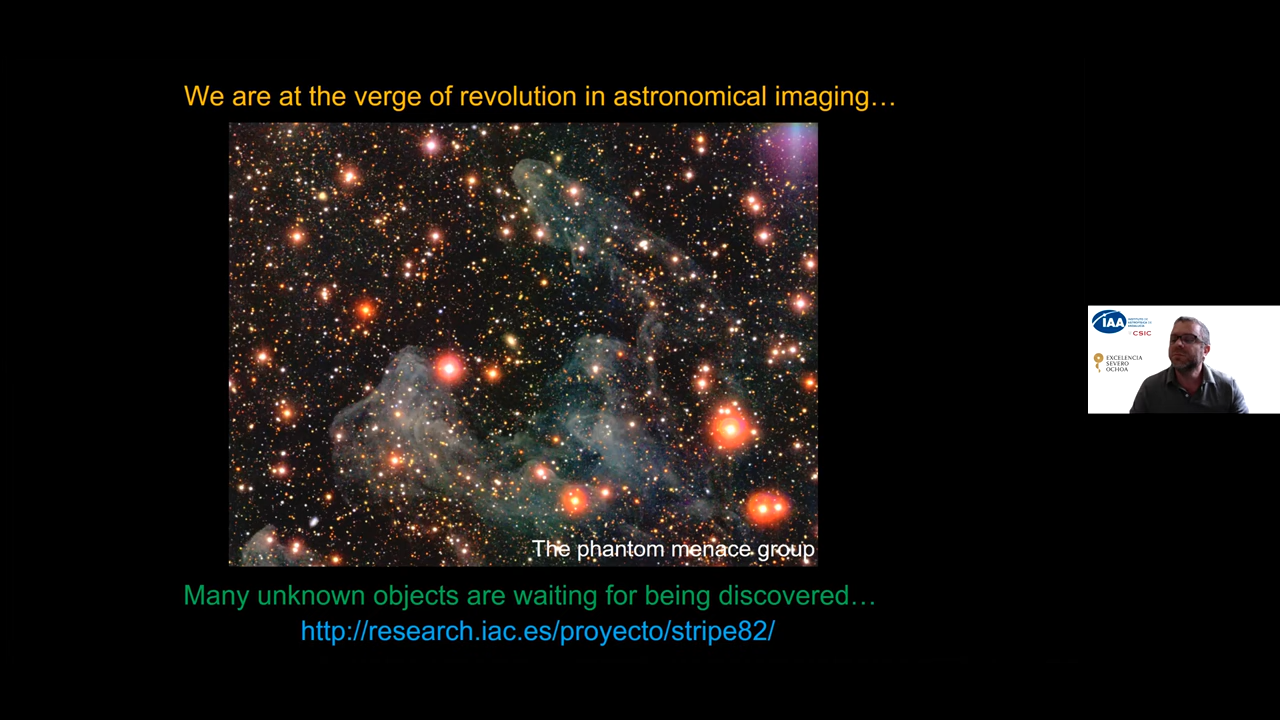 We are at the verge of revolution in astronomical imaging…
The phantom menace group
Many unknown objects are waiting for being discovered…
http://research.iac.es/proyecto/stripe82/
IAA
CSIC
EXCELENCIA
SEVERO
OCHOA